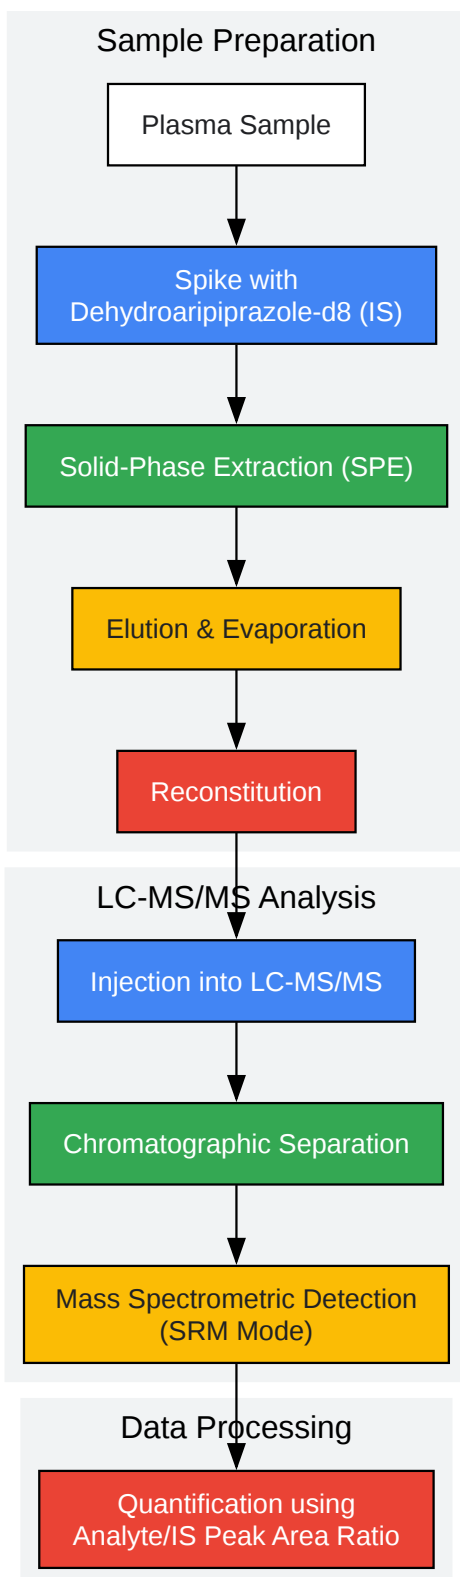 Sample Preparation
Plasma Sample
Spike with
Dehydroaripiprazole-d8 (IS)
Solid-Phase Extraction (SPE)
Elution & Evaporation
Reconstitution
LC-MS/MS Analysis
Injection into LC-MS/MS
Chromatographic Separation
Mass Spectrometric Detection
(SRM Mode)
Data Processing
Quantification using
Analyte/IS Peak Area Ratio